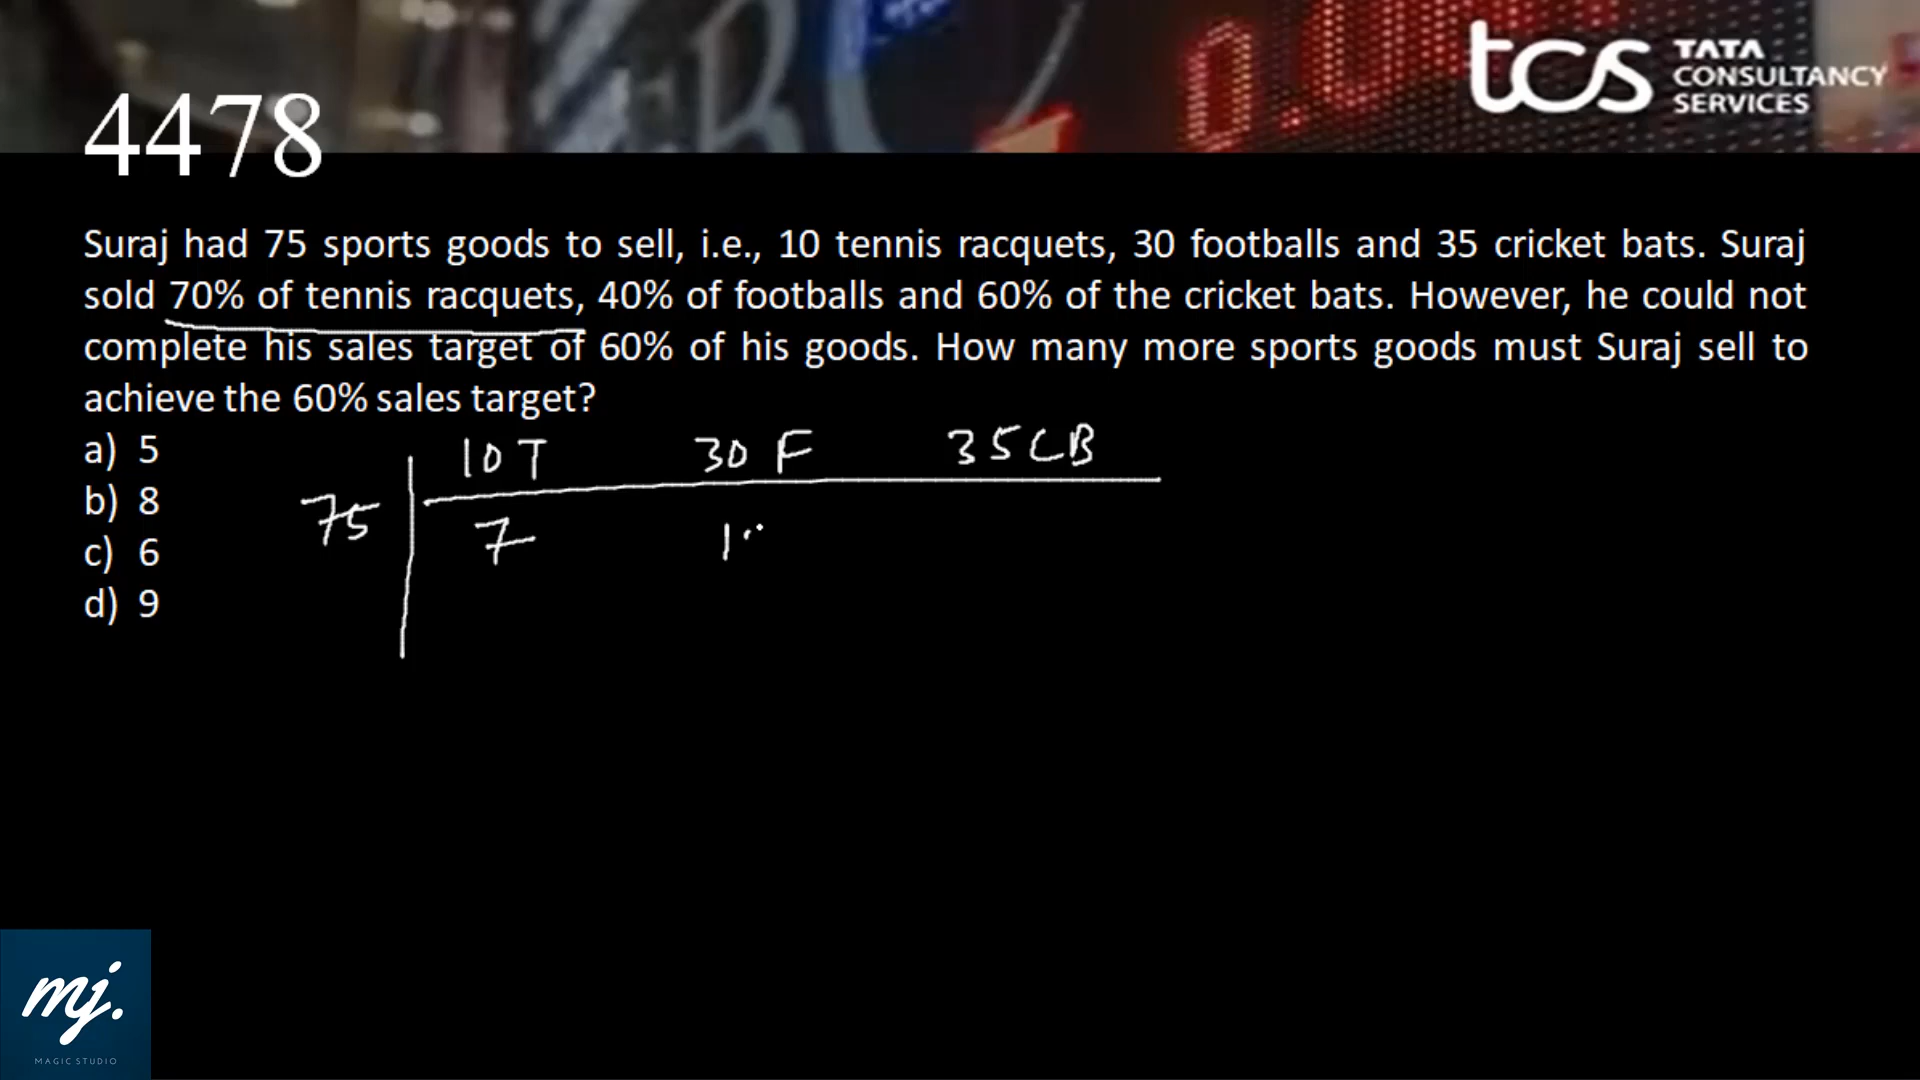 tcs TATA
CONSULTANCY
SERVICES
4478
Suraj had 75 sports goods to sell, i.e., 10 tennis racquets, 30 footballs and 35 cricket bats. Suraj
sold 70% of tennis racquets, 40% of footballs and 60% of the cricket bats. However, he could not
complete his sales target of 60% of his goods. How many more sports goods must Suraj sell to
achieve the 60% sales target?
a) 5
b) 8
c) 6
d) 9
10 T 30 F 35 CB
75 7 1
mj.
MAGIC STUDIO